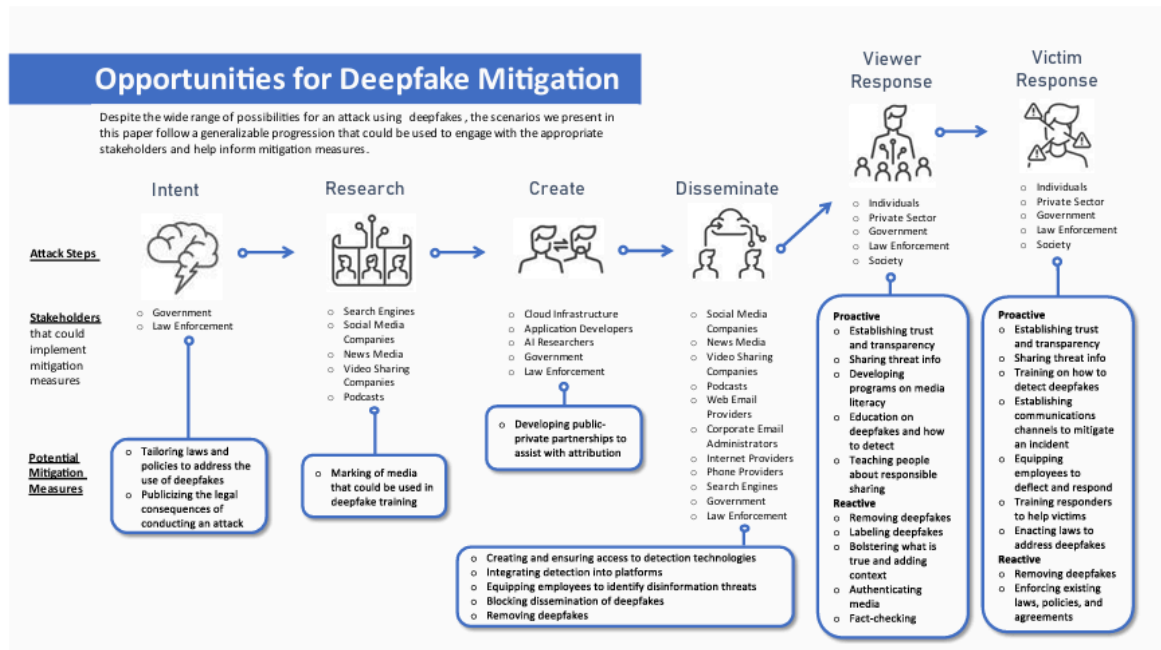 Opportunities for Deepfake Mitigation
Despite the wide range of possibilities for an attack using deepfakes, the scenarios we present in
this paper follow a generalizable progression that could be used to engage with the appropriate
stakeholders and help inform mitigation measures.
Attack Steps
Stakeholders
that could
implement
mitigation
measures
Potential
Mitigation
Measures
Intent
o Government
o Law Enforcement
o Tailoring laws and
policies to address the
use of deepfakes
o Publicizing the legal
consequences of
conducting an attack
Research
o Search Engines
o Social Media
Companies
o News Media
o Video Sharing
Companies
o Podcasts
o Marking of media
that could be used in
deepfake training
Create
o Cloud Infrastructure
o Application Developers
o AI Researchers
o Government
o Law Enforcement
o Developing public-
private partnerships to
assist with attribution
Disseminate
o Social Media
Companies
o News Media
o Video Sharing
Companies
o Podcasts
o Web Email
Providers
o Corporate Email
Administrators
o Internet Providers
o Phone Providers
o Search Engines
o Government
o Law Enforcement
o Creating and ensuring access to detection technologies
o Integrating detection into platforms
o Equipping employees to identify disinformation threats
o Blocking dissemination of deepfakes
o Removing deepfakes
Viewer
Response
o Individuals
o Private Sector
o Government
o Law Enforcement
o Society
Proactive
o Establishing trust
and transparency
o Sharing threat info
o Developing
programs on media
literacy
o Education on
deepfakes and how
to detect
o Teaching people
about responsible
sharing
Reactive
o Removing deepfakes
o Labeling deepfakes
o Bolstering what is
true and adding
context
o Authenticating
media
o Fact-checking
Victim
Response
o Individuals
o Private Sector
o Government
o Law Enforcement
o Society
Proactive
o Establishing trust
and transparency
o Sharing threat info
o Training on how to
detect deepfakes
o Establishing
communications
channels to mitigate
an incident
o Equipping
employees to
deflect and respond
o Training responders
to help victims
o Enacting laws to
address deepfakes
Reactive
o Removing deepfakes
o Enforcing existing
laws, policies, and
agreements